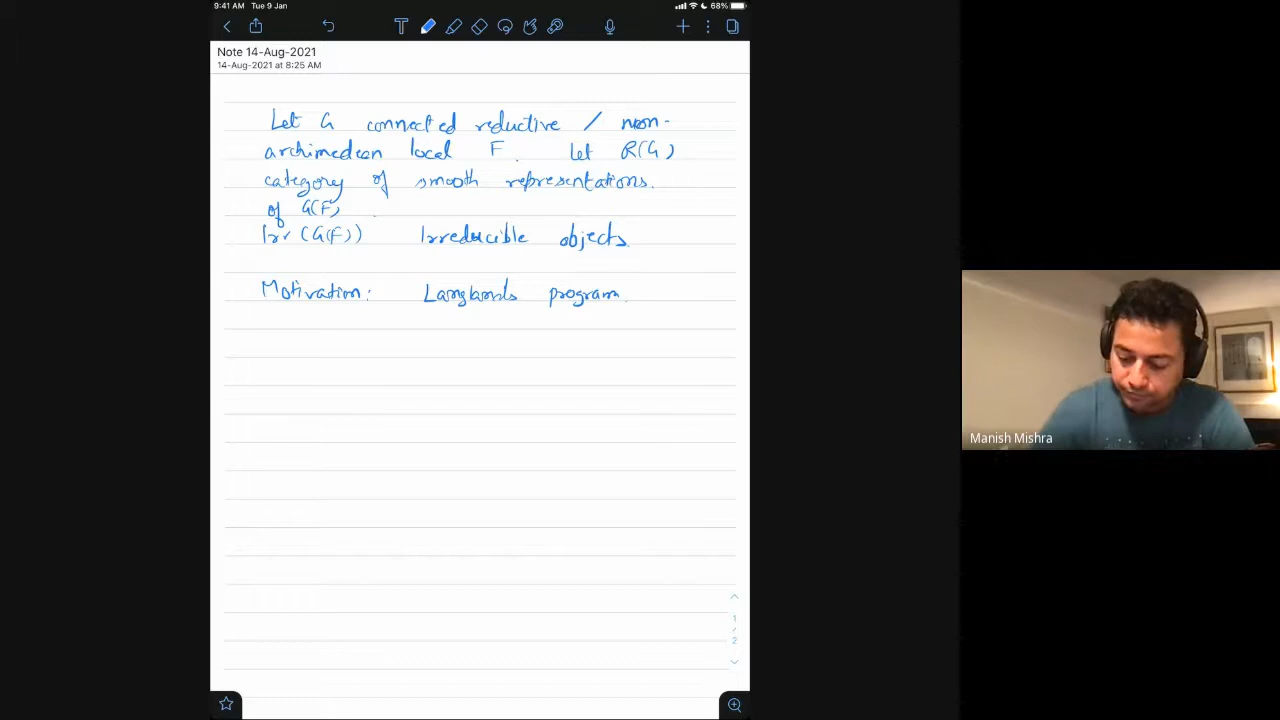 9:41 AM Tue 9 Jan
68%
Note 14-Aug-2021
14-Aug-2021 at 8:25 AM
Let G connected reductive / non-
archimedean local F. Let R(G)
category of smooth representations.
of G(F)
Irr (G(F)) Irreducible objects.
Motivation: Langlands program.
1
/
2
Manish Mishra